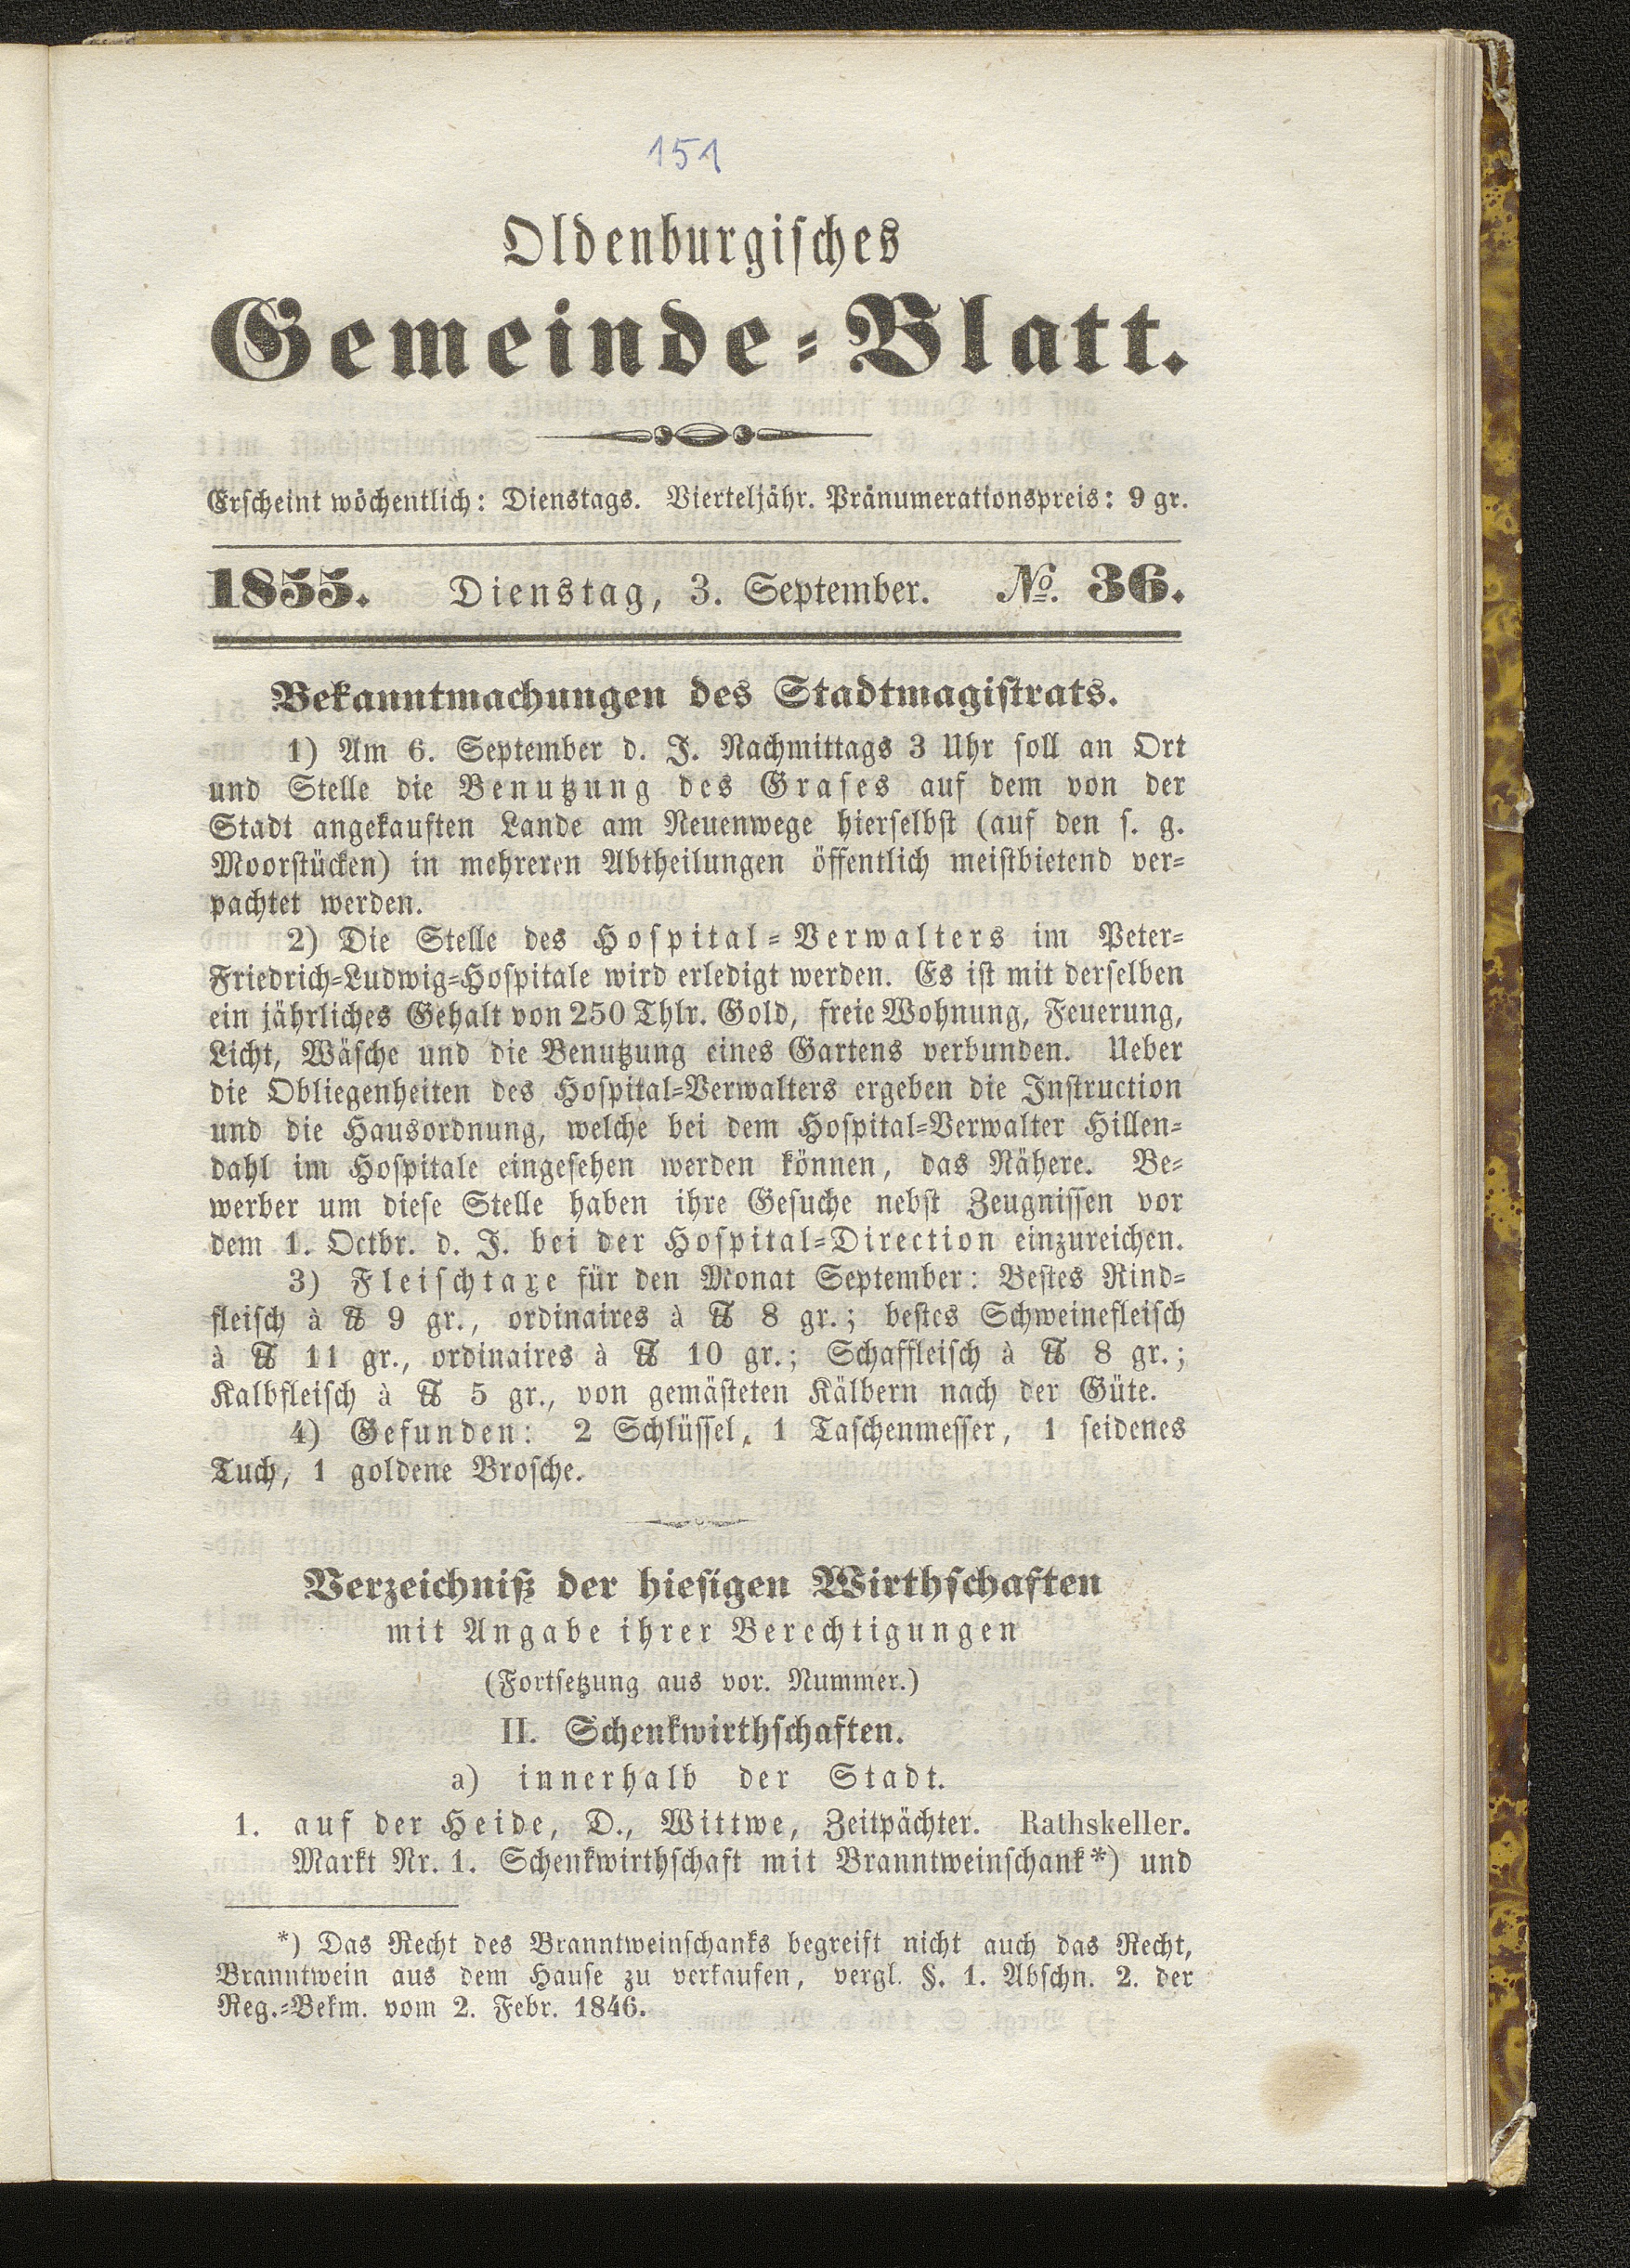 151
Oldenburgisches
Gemeinde-Blatt.
Erscheint wöchentlich: Dienstags. Vierteljähr. Pränumerationspreis: 9 gr.
1855. Dienstag, 3. September. No. 36.
Bekanntmachungen des Stadtmagistrats.
1) Am 6. September d. J. Nachmittags 3 Uhr soll an Ort
und Stelle die Benutzung des Grases auf dem von der
Stadt angekauften Lande am Neuenwege hierselbst (auf den s. g.
Moorstücken) in mehreren Abtheilungen öffentlich meistbietend ver-
pachtet werden.
2) Die Stelle des Hospital-Verwalters im Peter-
Friedrich-Ludwig-Hospitale wird erledigt werden. Es ist mit derselben
ein jährliches Gehalt von 250 Thlr. Gold, freie Wohnung, Feuerung,
Licht, Wäsche und die Benutzung eines Gartens verbunden. Ueber
die Obliegenheiten des Hospital-Verwalters ergeben die Instruction
und die Hausordnung, welche bei dem Hospital-Verwalter Hillen-
dahl im Hospitale eingesehen werden können, das Nähere. Be-
werber um diese Stelle haben ihre Gesuche nebst Zeugnissen vor
dem 1. Octbr. d. J. bei der Hospital-Direction einzureichen.
3) Fleischtaxe für den Monat September: Bestes Rind-
fleisch à ℔ 9 gr., ordinaires à ℔ 8 gr.; bestes Schweinefleisch
à ℔ 11 gr., ordinaires à ℔ 10 gr.; Schaffleisch à ℔ 8 gr.;
Kalbfleisch à ℔ 5 gr., von gemästeten Kälbern nach der Güte.
4) Gefunden: 2 Schlüssel, 1 Taschenmesser, 1 seidenes
Tuch, 1 goldene Brosche.
Verzeichniß der hiesigen Wirthschaften
mit Angabe ihrer Berechtigungen
(Fortsetzung aus vor. Nummer.)
II. Schenkwirthschaften.
a) innerhalb der Stadt.
1. auf der Heide, D., Wittwe, Zeitpächter. Rathskeller.
Markt Nr. 1. Schenkwirthschaft mit Branntweinschank*) und
*) Das Recht des Branntweinschanks begreift nicht auch das Recht,
Branntwein aus dem Hause zu verkaufen, vergl. §. 1. Abschn. 2. der
Reg.-Bekm. vom 2. Febr. 1846.